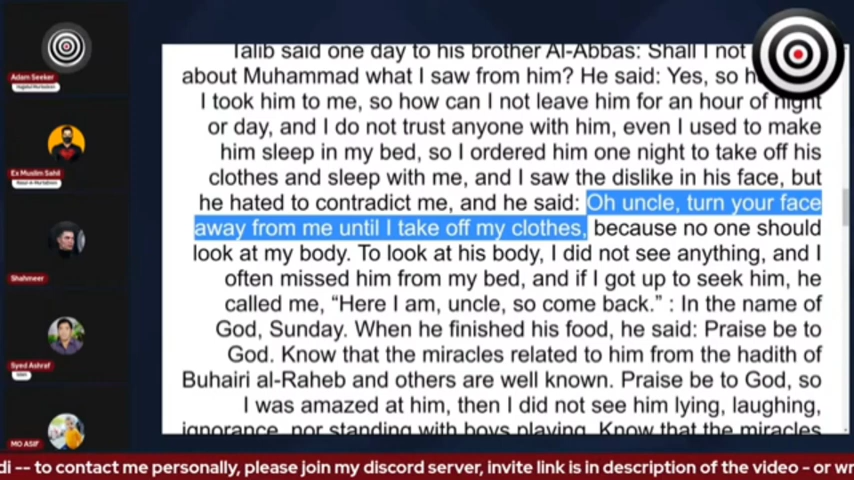 Adam Seeker
Ex Muslim Sahil
Shahmeer
Syed Ashraf
MO ASIF
Talib said one day to his brother Al-Abbas: Shall I not
about Muhammad what I saw from him? He said: Yes, so
I took him to me, so how can I not leave him for an hour of night
or day, and I do not trust anyone with him, even I used to make
him sleep in my bed, so I ordered him one night to take off his
clothes and sleep with me, and I saw the dislike in his face, but
he hated to contradict me, and he said: Oh uncle, turn your face
away from me until I take off my clothes, because no one should
look at my body. To look at his body, I did not see anything, and I
often missed him from my bed, and if I got up to seek him, he
called me, “Here I am, uncle, so come back.” : In the name of
God, Sunday. When he finished his food, he said: Praise be to
God. Know that the miracles related to him from the hadith of
Buhairi al-Raheb and others are well known. Praise be to God, so
I was amazed at him, then I did not see him lying, laughing,
ignorance, nor standing with boys playing. Know that the miracles
di -- to contact me personally, please join my discord server, invite link is in description of the video - or wr